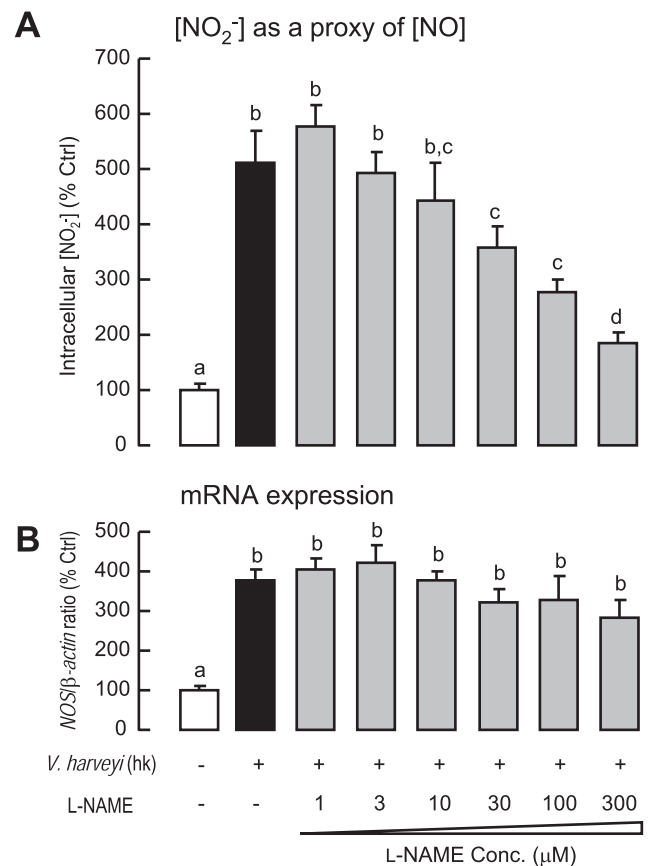 A
[NO₂⁻] as a proxy of [NO]
Intracellular [NO₂⁻] (% Ctrl)
700
600
500
400
300
200
100
0
a
b
b
b
b,c
c
c
d
B
mRNA expression
NOS/β-actin ratio (% Ctrl)
500
400
300
200
100
0
a
b
b
b
b
b
b
b
V. harveyi (hk) - + + + + + + +
L-NAME - - 1 3 10 30 100 300
L-NAME Conc. (μM)